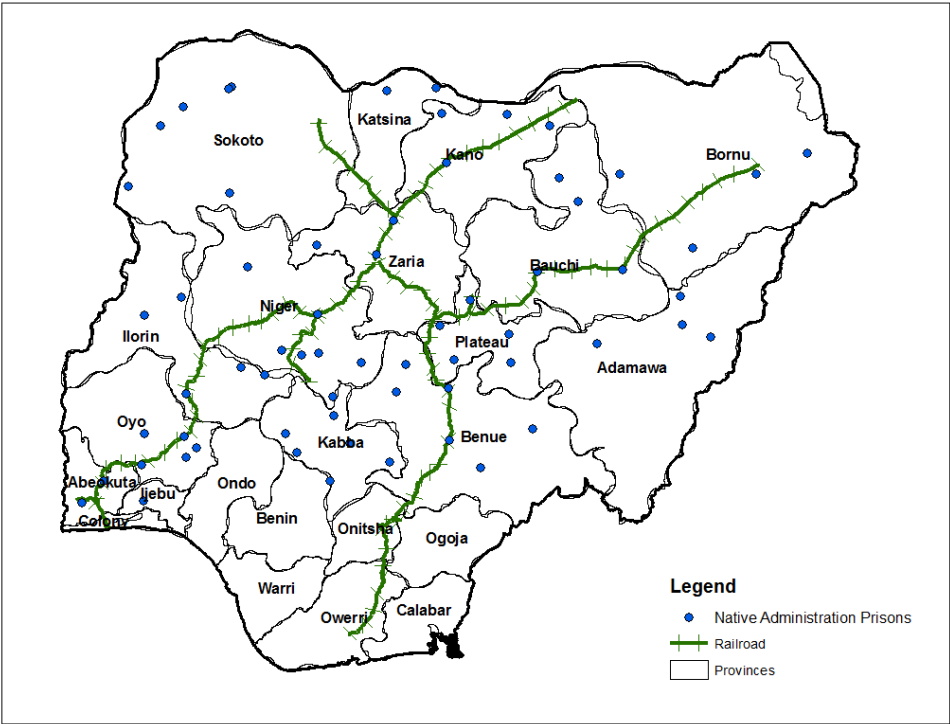 Katsina
Sokoto
Kano
Bornu
Zaria
Bauchi
Niger
Ilorin
Plateau
Adamawa
Oyo
Kabba
Benue
Abeokuta
Ijebu
Ondo
Colony
Benin
Onitsha
Ogoja
Warri
Owerri
Calabar
Legend
Native Administration Prisons
Railroad
Provinces